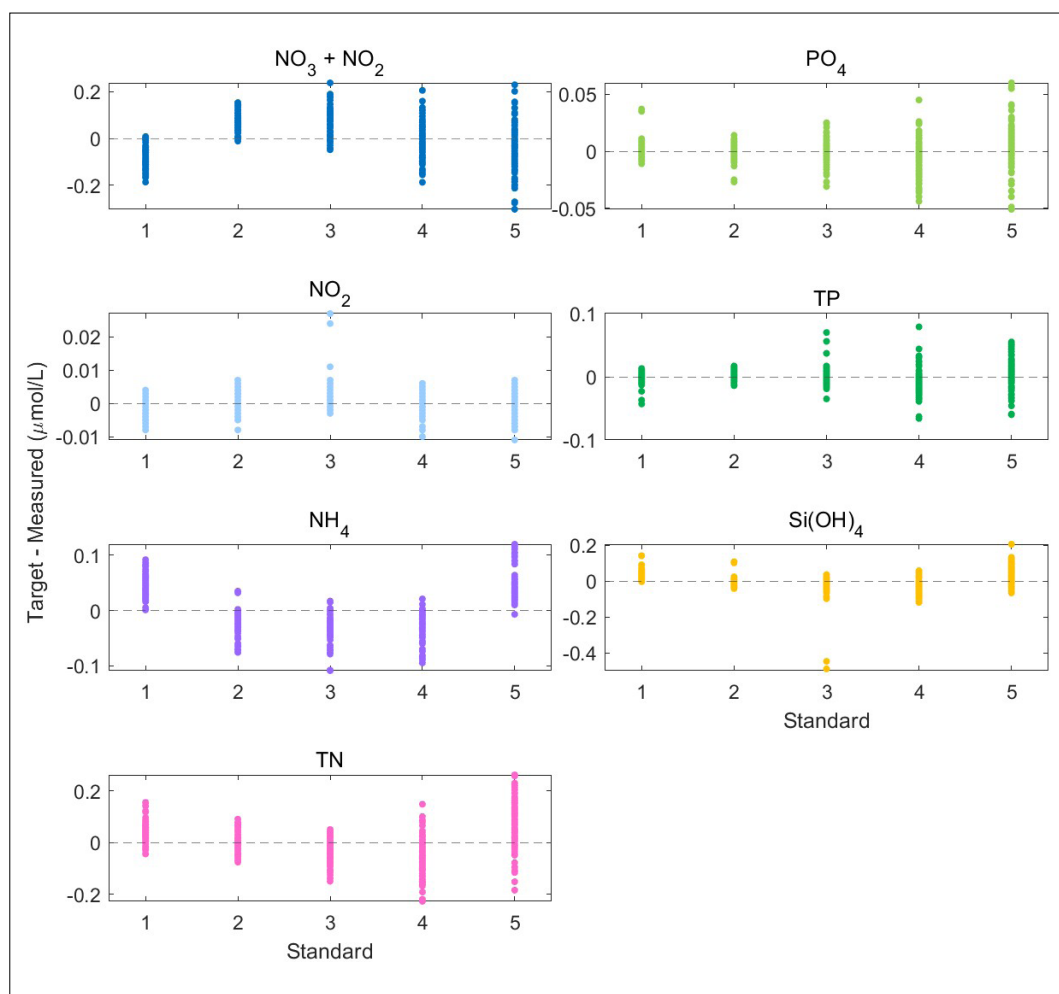 NO3 + NO2
0.2
0
-0.2
1 2 3 4 5
PO4
0.05
0
-0.05
1 2 3 4 5
NO2
0.02
0.01
0
-0.01
1 2 3 4 5
TP
0.1
0
-0.1
1 2 3 4 5
Target - Measured (μmol/L)
NH4
0.1
0
-0.1
1 2 3 4 5
Si(OH)4
0.2
0
-0.2
-0.4
1 2 3 4 5
Standard
TN
0.2
0
-0.2
1 2 3 4 5
Standard